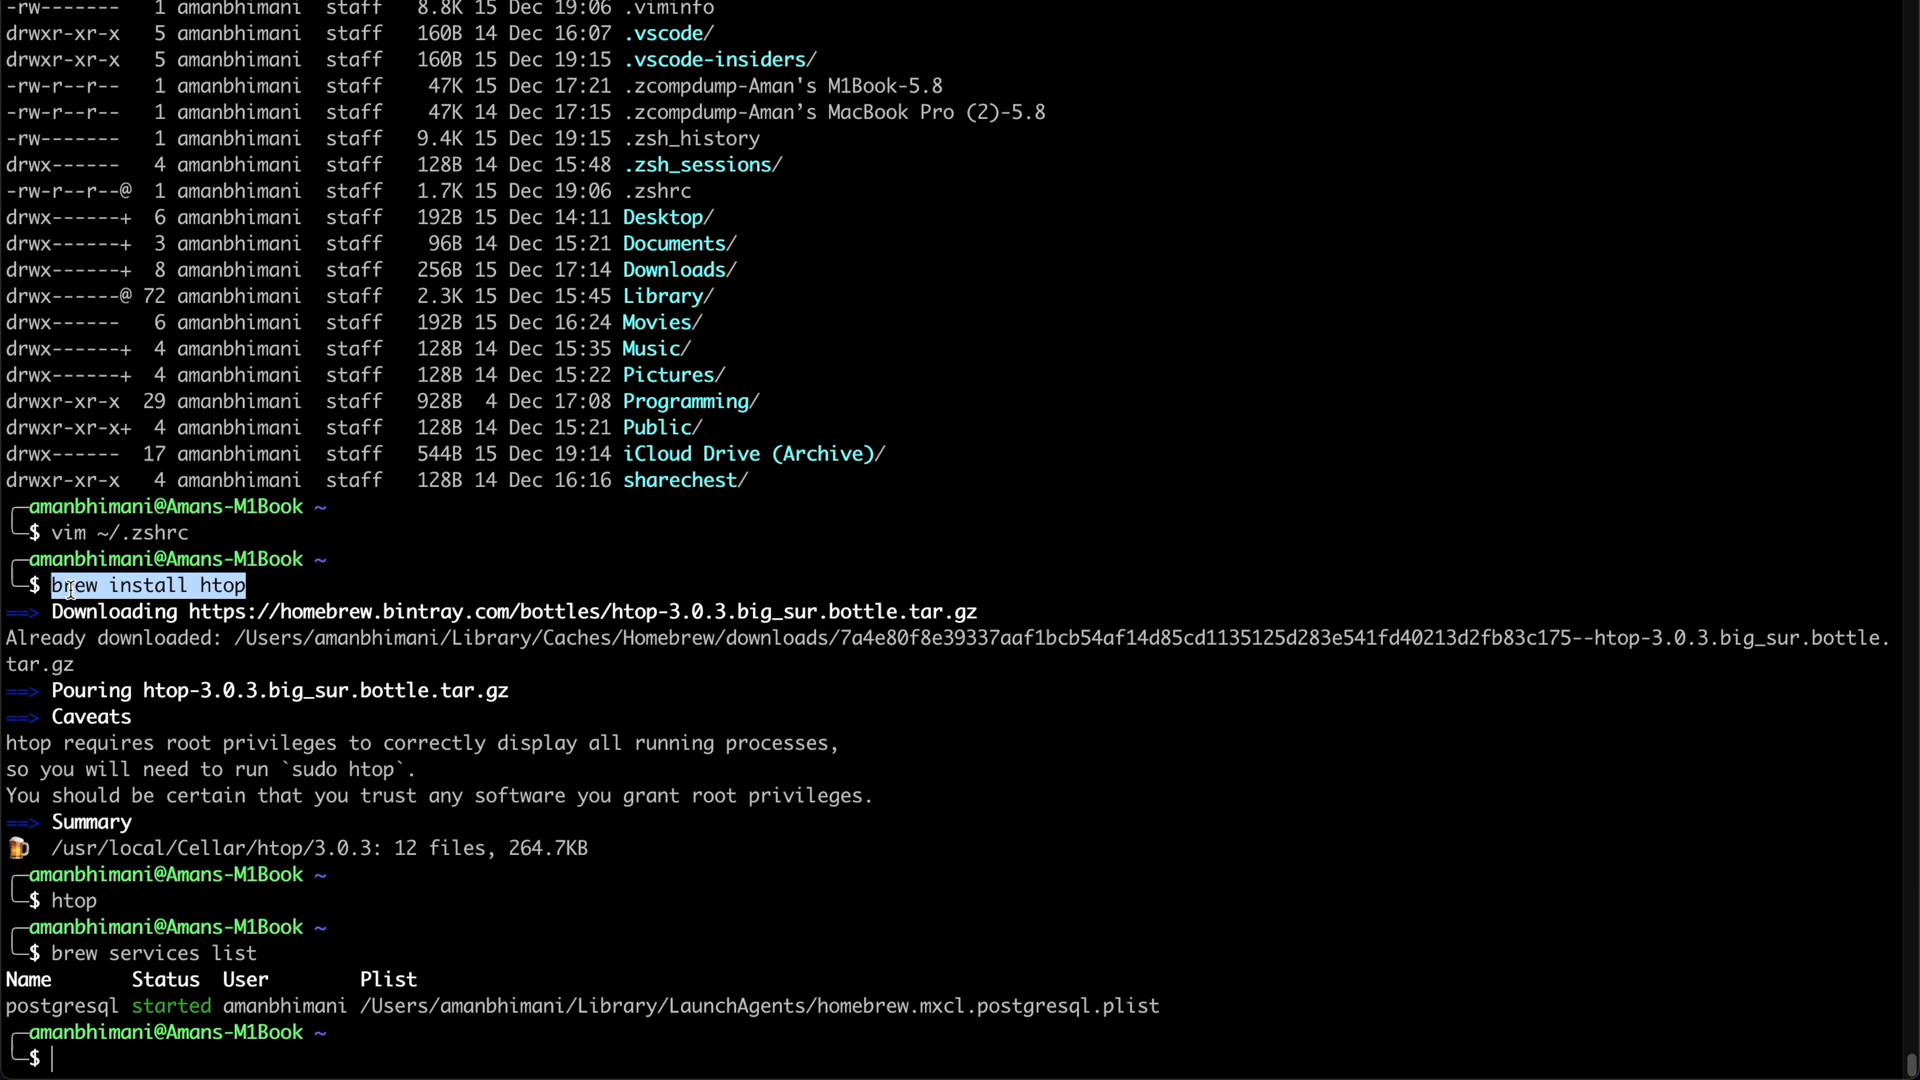 -rw------- 1 amanbhimani staff 8.8K 15 Dec 19:06 .viminfo
drwxr-xr-x 5 amanbhimani staff 160B 14 Dec 16:07 .vscode/
drwxr-xr-x 5 amanbhimani staff 160B 15 Dec 19:15 .vscode-insiders/
-rw-r--r-- 1 amanbhimani staff 47K 15 Dec 17:21 .zcompdump-Aman's M1Book-5.8
-rw-r--r-- 1 amanbhimani staff 47K 14 Dec 17:15 .zcompdump-Aman’s MacBook Pro (2)-5.8
-rw------- 1 amanbhimani staff 9.4K 15 Dec 19:15 .zsh_history
drwx------ 4 amanbhimani staff 128B 14 Dec 15:48 .zsh_sessions/
-rw-r--r--@ 1 amanbhimani staff 1.7K 15 Dec 19:06 .zshrc
drwx------+ 6 amanbhimani staff 192B 15 Dec 14:11 Desktop/
drwx------+ 3 amanbhimani staff 96B 14 Dec 15:21 Documents/
drwx------+ 8 amanbhimani staff 256B 15 Dec 17:14 Downloads/
drwx------@ 72 amanbhimani staff 2.3K 15 Dec 15:45 Library/
drwx------ 6 amanbhimani staff 192B 15 Dec 16:24 Movies/
drwx------+ 4 amanbhimani staff 128B 14 Dec 15:35 Music/
drwx------+ 4 amanbhimani staff 128B 14 Dec 15:22 Pictures/
drwxr-xr-x 29 amanbhimani staff 928B 4 Dec 17:08 Programming/
drwxr-xr-x+ 4 amanbhimani staff 128B 14 Dec 15:21 Public/
drwx------ 17 amanbhimani staff 544B 15 Dec 19:14 iCloud Drive (Archive)/
drwxr-xr-x 4 amanbhimani staff 128B 14 Dec 16:16 sharechest/
╭─amanbhimani@Amans-M1Book ~
╰─$ vim ~/.zshrc
╭─amanbhimani@Amans-M1Book ~
╰─$ brew install htop
==> Downloading https://homebrew.bintray.com/bottles/htop-3.0.3.big_sur.bottle.tar.gz
Already downloaded: /Users/amanbhimani/Library/Caches/Homebrew/downloads/7a4e80f8e39337aaf1bcb54af14d85cd1135125d283e541fd40213d2fb83c175--htop-3.0.3.big_sur.bottle.
tar.gz
==> Pouring htop-3.0.3.big_sur.bottle.tar.gz
==> Caveats
htop requires root privileges to correctly display all running processes,
so you will need to run `sudo htop`.
You should be certain that you trust any software you grant root privileges.
==> Summary
🍺 /usr/local/Cellar/htop/3.0.3: 12 files, 264.7KB
╭─amanbhimani@Amans-M1Book ~
╰─$ htop
╭─amanbhimani@Amans-M1Book ~
╰─$ brew services list
Name Status User Plist
postgresql started amanbhimani /Users/amanbhimani/Library/LaunchAgents/homebrew.mxcl.postgresql.plist
╭─amanbhimani@Amans-M1Book ~
╰─$